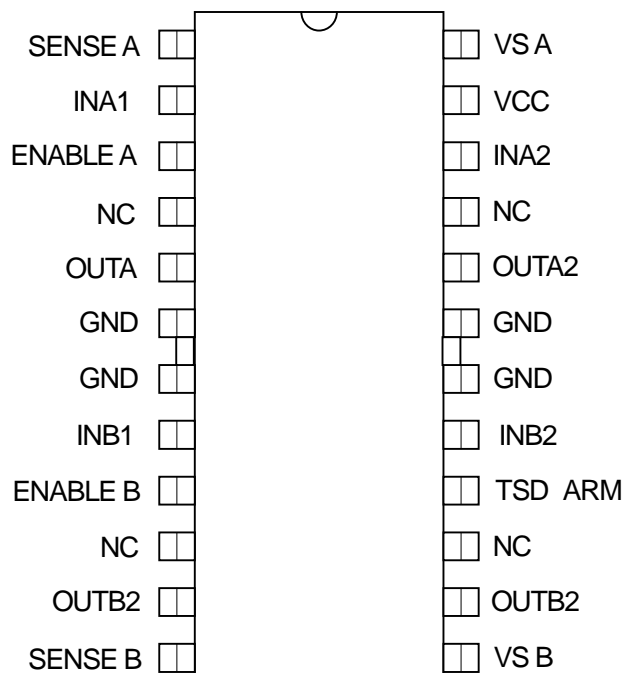 SENSE A VS A
INA1 VCC
ENABLE A INA2
NC NC
OUTA OUTA2
GND GND
GND GND
INB1 INB2
ENABLE B TSD ARM
NC NC
OUTB2 OUTB2
SENSE B VS B